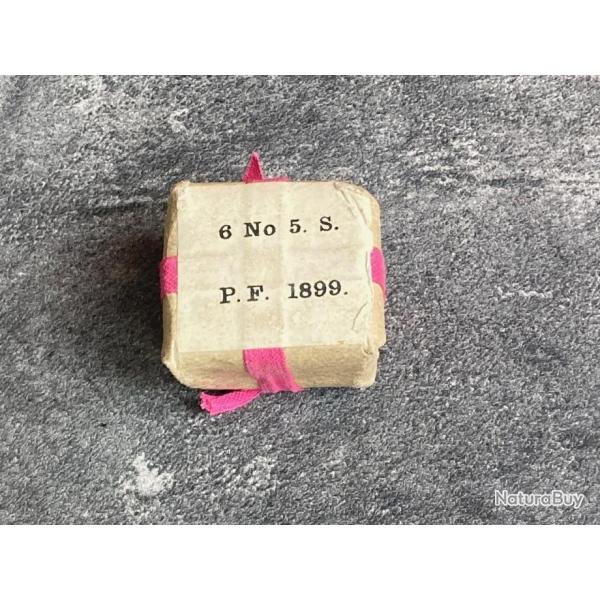 6 No 5. S.
P. F. 1899.
NaturaBuy